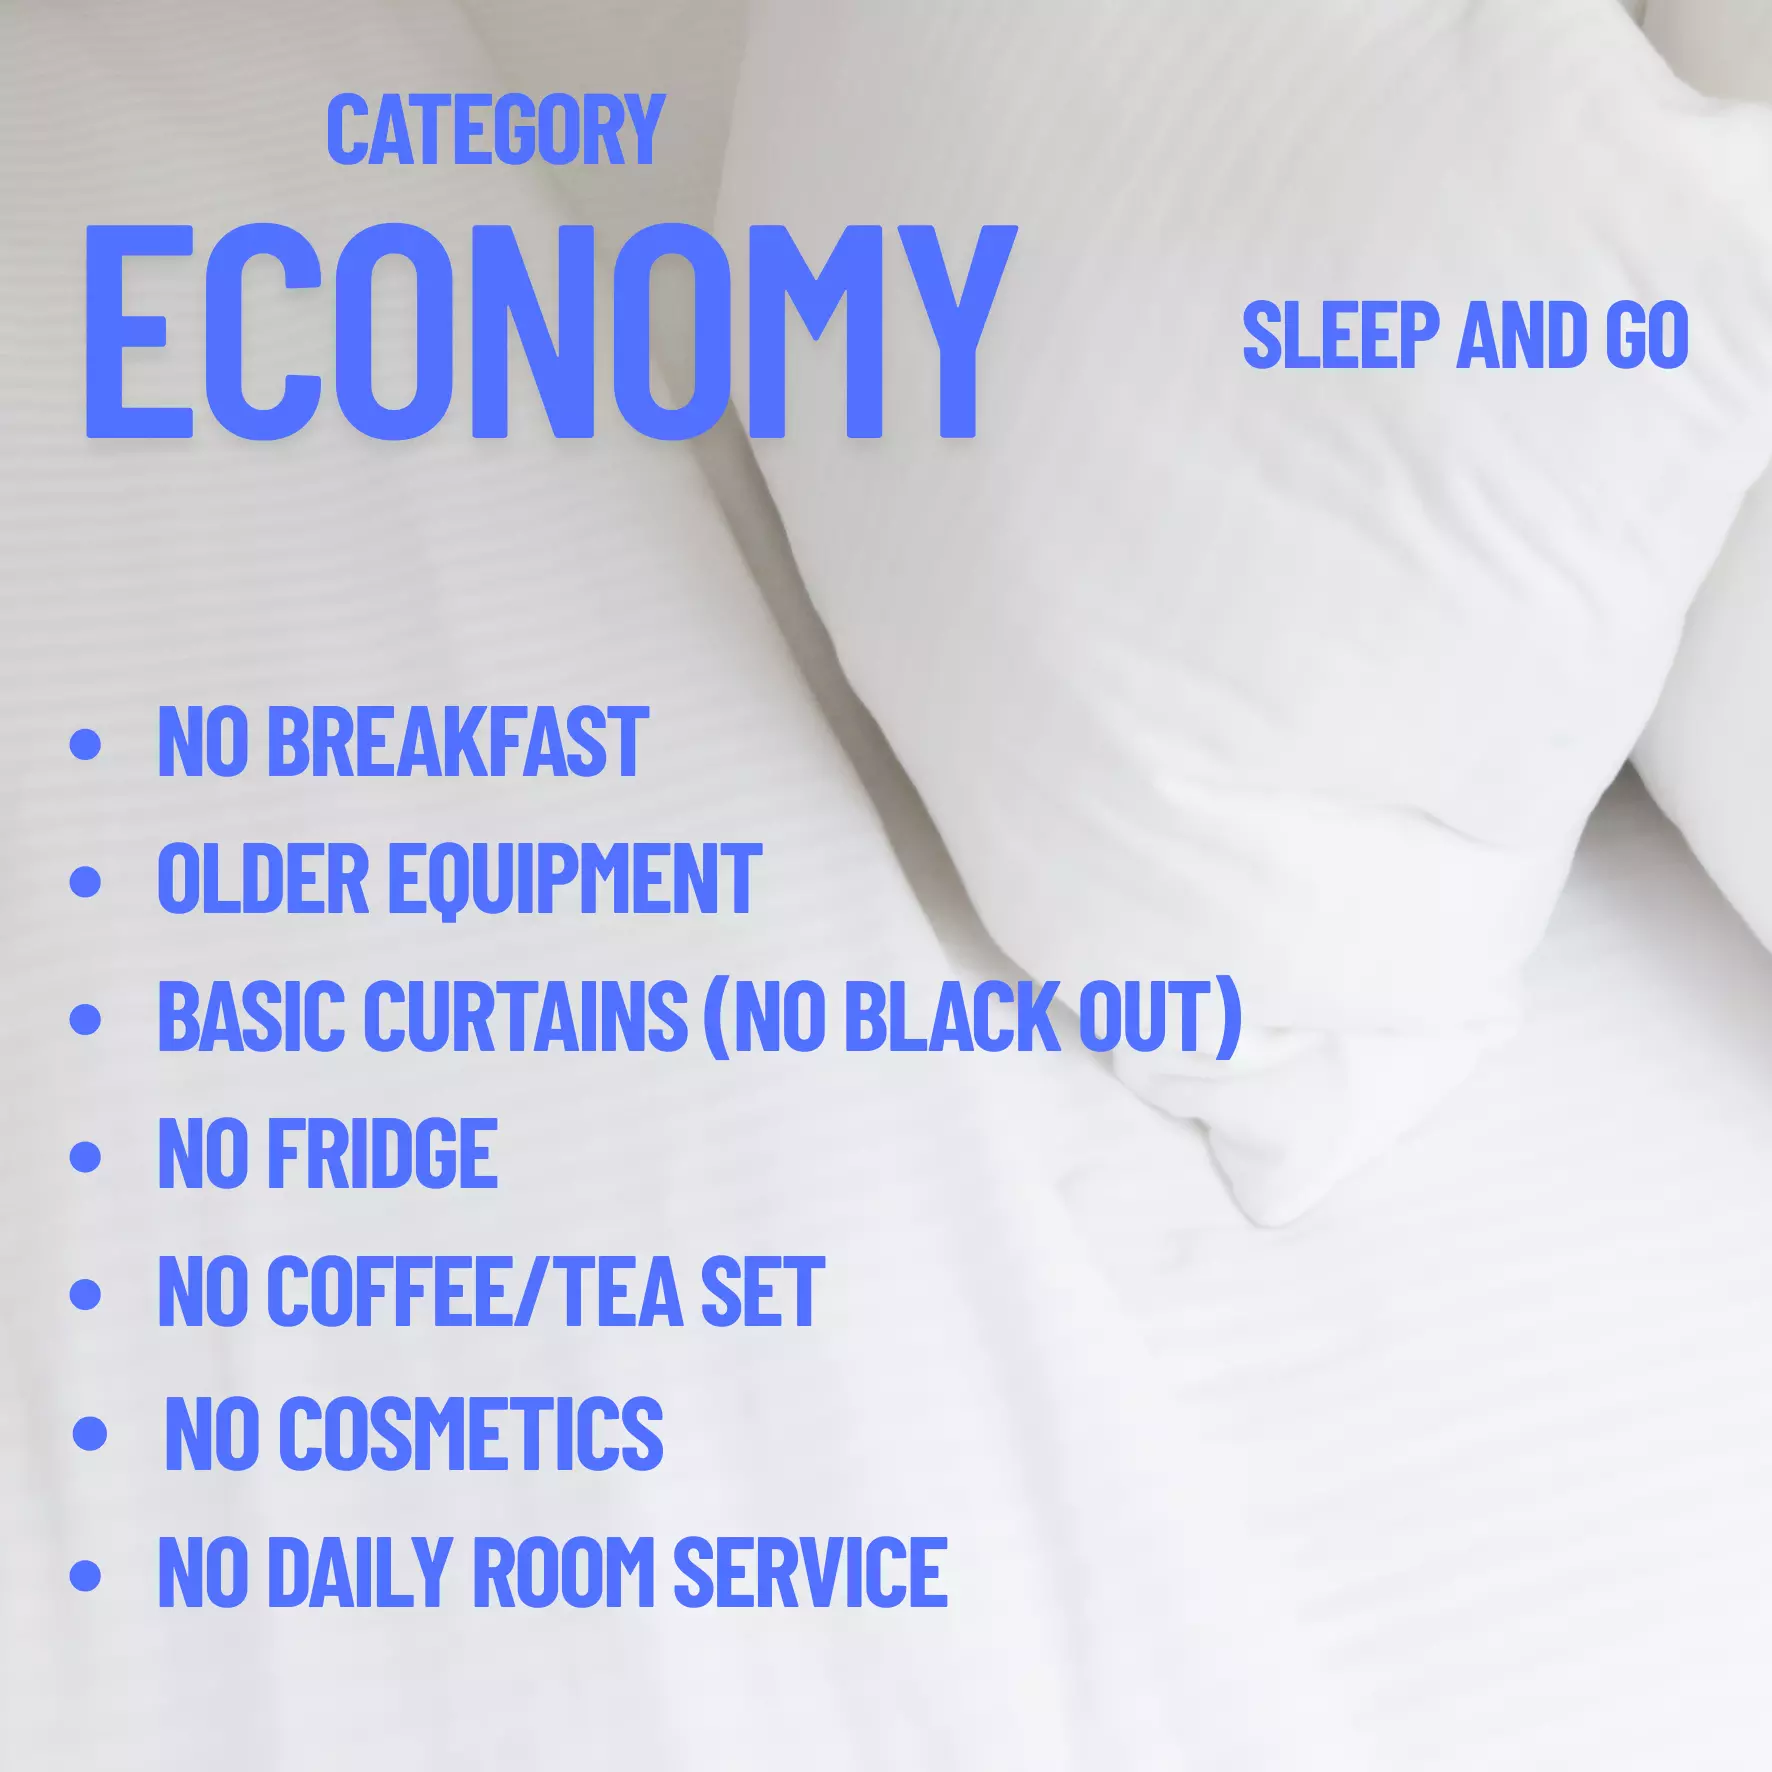 CATEGORY
ECONOMY
SLEEP AND GO
• NO BREAKFAST
• OLDER EQUIPMENT
• BASIC CURTAINS (NO BLACK OUT)
• NO FRIDGE
• NO COFFEE/TEA SET
• NO COSMETICS
• NO DAILY ROOM SERVICE